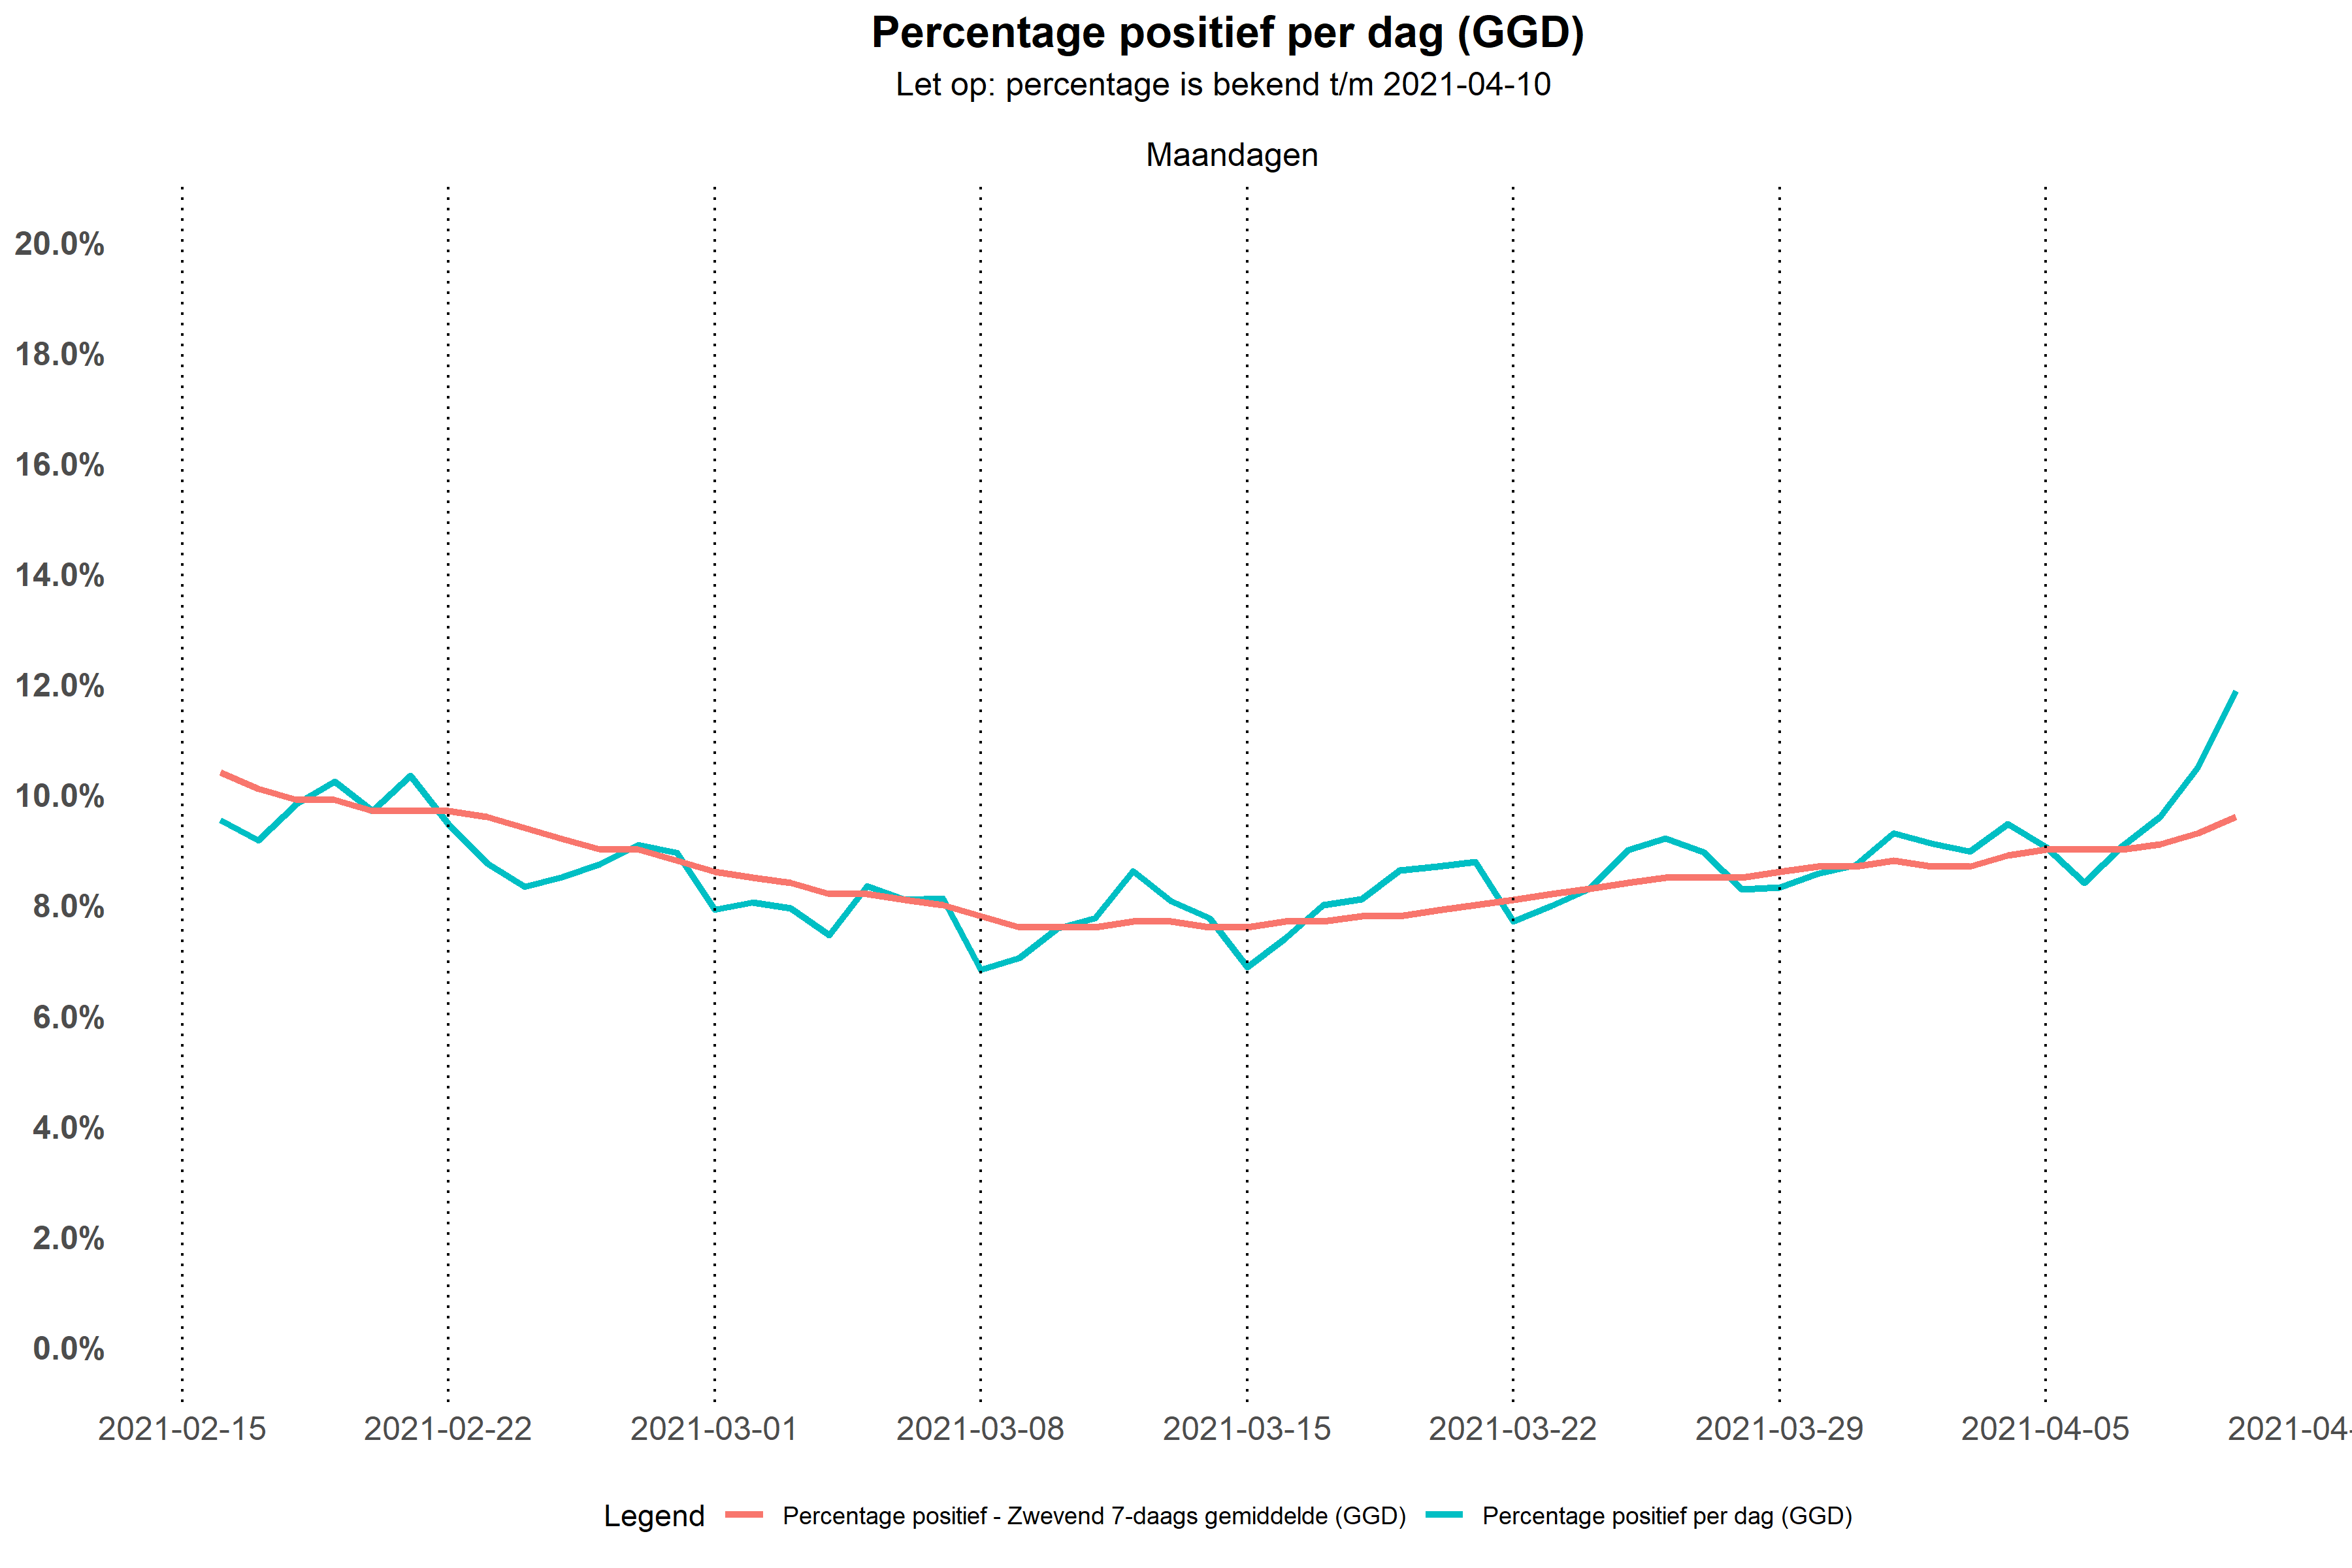 Percentage positief per dag (GGD)
Let op: percentage is bekend t/m 2021-04-10
Maandagen
20.0%
18.0%
16.0%
14.0%
12.0%
10.0%
8.0%
6.0%
4.0%
2.0%
0.0%
2021-02-15 2021-02-22 2021-03-01 2021-03-08 2021-03-15 2021-03-22 2021-03-29 2021-04-05 2021-04-
Legend Percentage positief - Zwevend 7-daags gemiddelde (GGD) Percentage positief per dag (GGD)